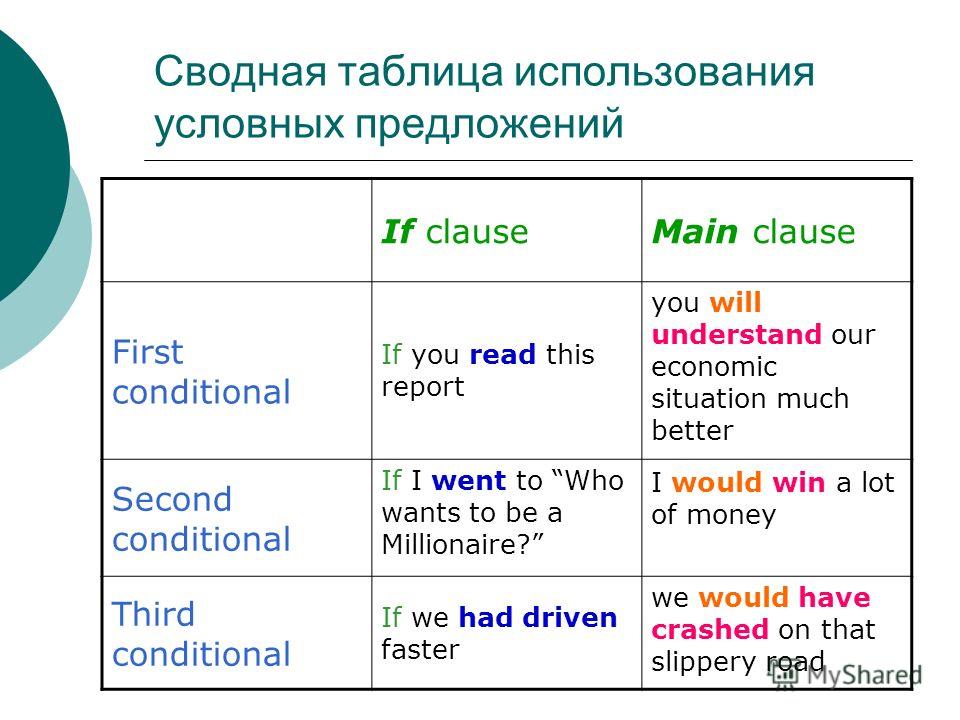 Сводная таблица использования
условных предложений
If clause
Main clause
First
conditional
If you read this
report
you will
understand our
economic
situation much
better
Second
conditional
If I went to “Who
wants to be a
Millionaire?”
I would win a lot
of money
Third
conditional
If we had driven
faster
we would have
crashed on that
slippery road
MyShared